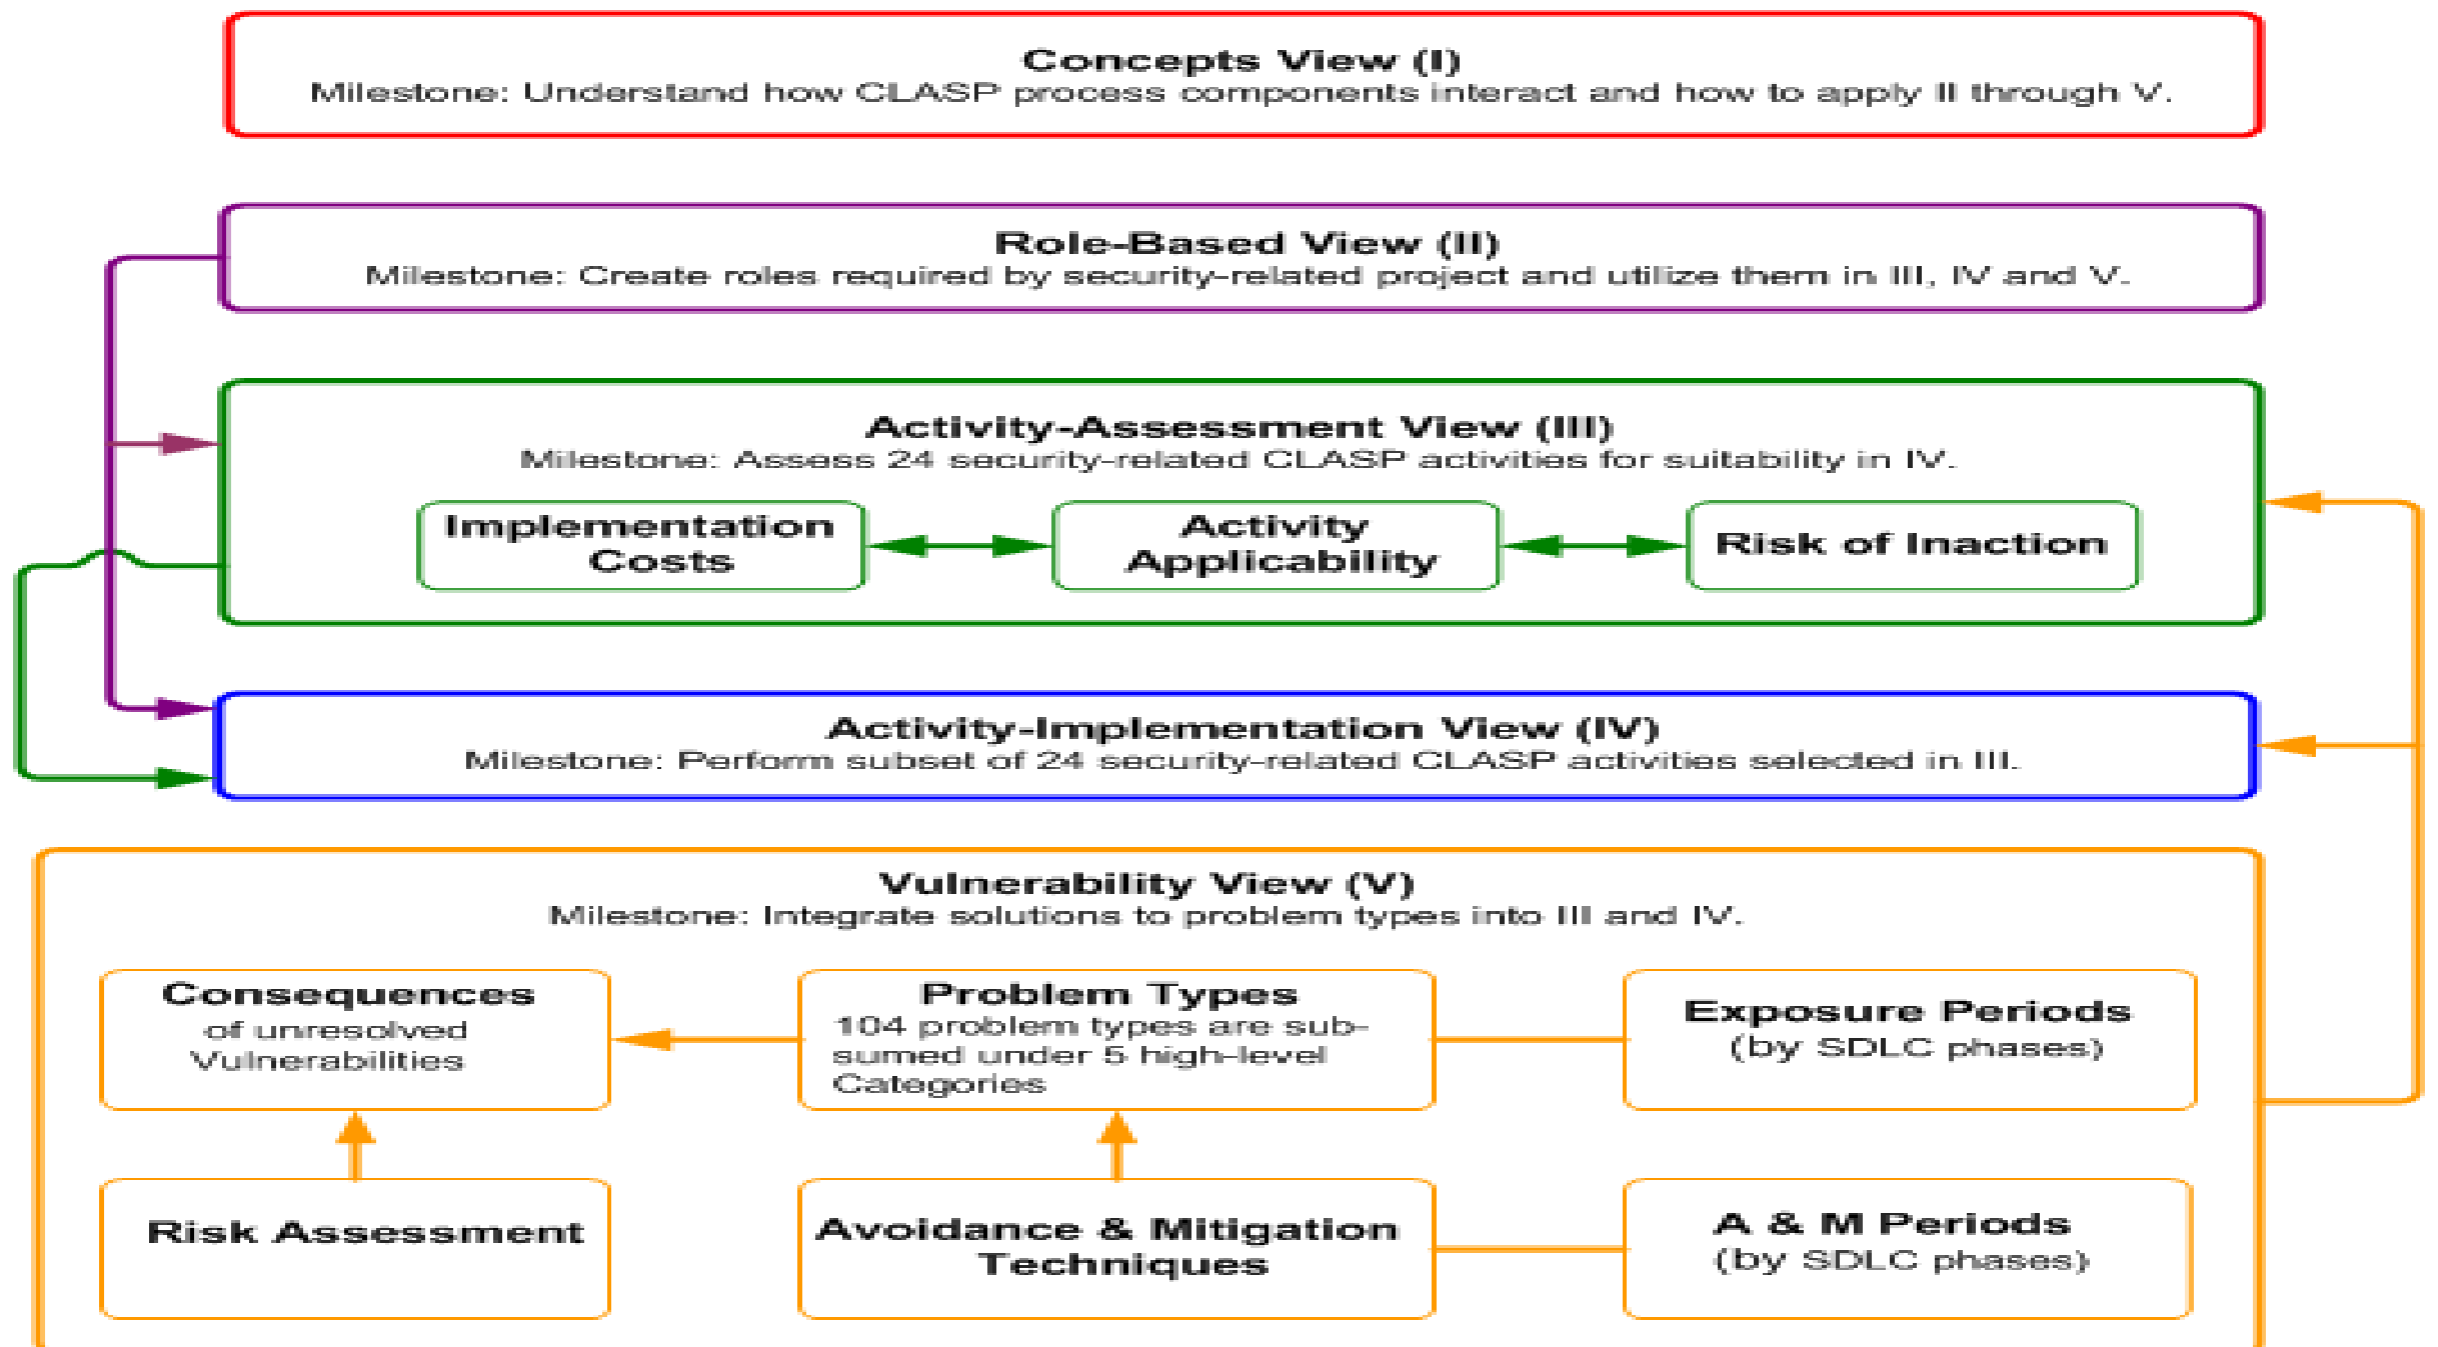 Concepts View (I)
Milestone: Understand how CLASP process components interact and how to apply II through V.
Role-Based View (II)
Milestone: Create roles required by security-related project and utilize them in III, IV and V.
Activity-Assessment View (III)
Milestone: Assess 24 security-related CLASP activities for suitability in IV.
Implementation
Costs
Activity
Applicability
Risk of Inaction
Activity-Implementation View (IV)
Milestone: Perform subset of 24 security-related CLASP activities selected in III.
Vulnerability View (V)
Milestone: Integrate solutions to problem types into III and IV.
Consequences
of unresolved
Vulnerabilities
Problem Types
104 problem types are sub-
sumed under 5 high-level
Categories
Exposure Periods
(by SDLC phases)
Risk Assessment
Avoidance & Mitigation
Techniques
A & M Periods
(by SDLC phases)